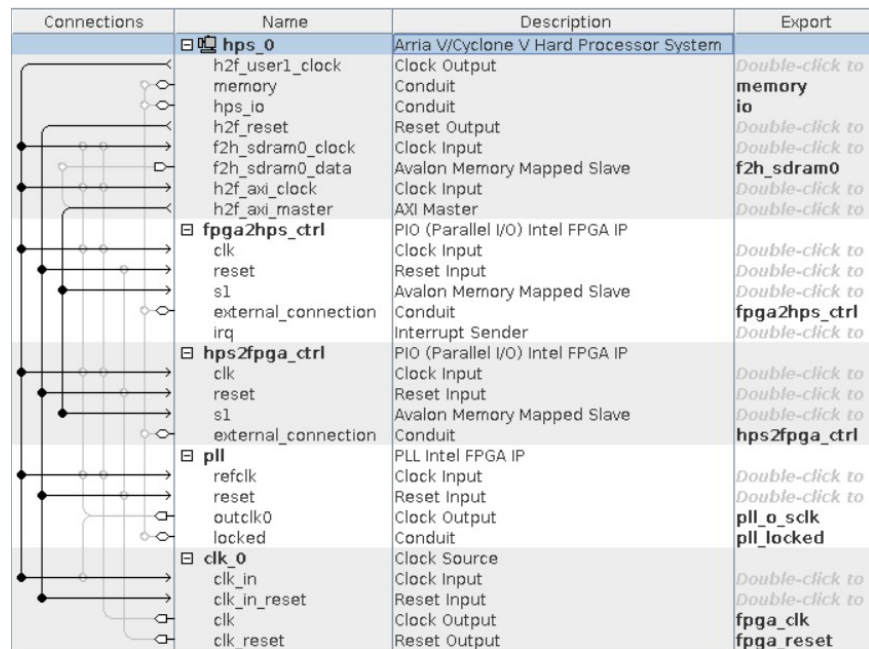 Connections Name Description Export
hps_0 Arria V/Cyclone V Hard Processor System
h2f_user1_clock Clock Output Double-click to
memory Conduit memory
hps_io Conduit io
h2f_reset Reset Output Double-click to
f2h_sdram0_clock Clock Input Double-click to
f2h_sdram0_data Avalon Memory Mapped Slave f2h_sdram0
h2f_axi_clock Clock Input Double-click to
h2f_axi_master AXI Master Double-click to
fpga2hps_ctrl PIO (Parallel I/O) Intel FPGA IP
clk Clock Input Double-click to
reset Reset Input Double-click to
s1 Avalon Memory Mapped Slave Double-click to
external_connection Conduit fpga2hps_ctrl
irq Interrupt Sender Double-click to
hps2fpga_ctrl PIO (Parallel I/O) Intel FPGA IP
clk Clock Input Double-click to
reset Reset Input Double-click to
s1 Avalon Memory Mapped Slave Double-click to
external_connection Conduit hps2fpga_ctrl
pll PLL Intel FPGA IP
refclk Clock Input Double-click to
reset Reset Input Double-click to
outclk0 Clock Output pll_o_sclk
locked Conduit pll_locked
clk_0 Clock Source
clk_in Clock Input Double-click to
clk_in_reset Reset Input Double-click to
clk Clock Output fpga_clk
clk_reset Reset Output fpga_reset